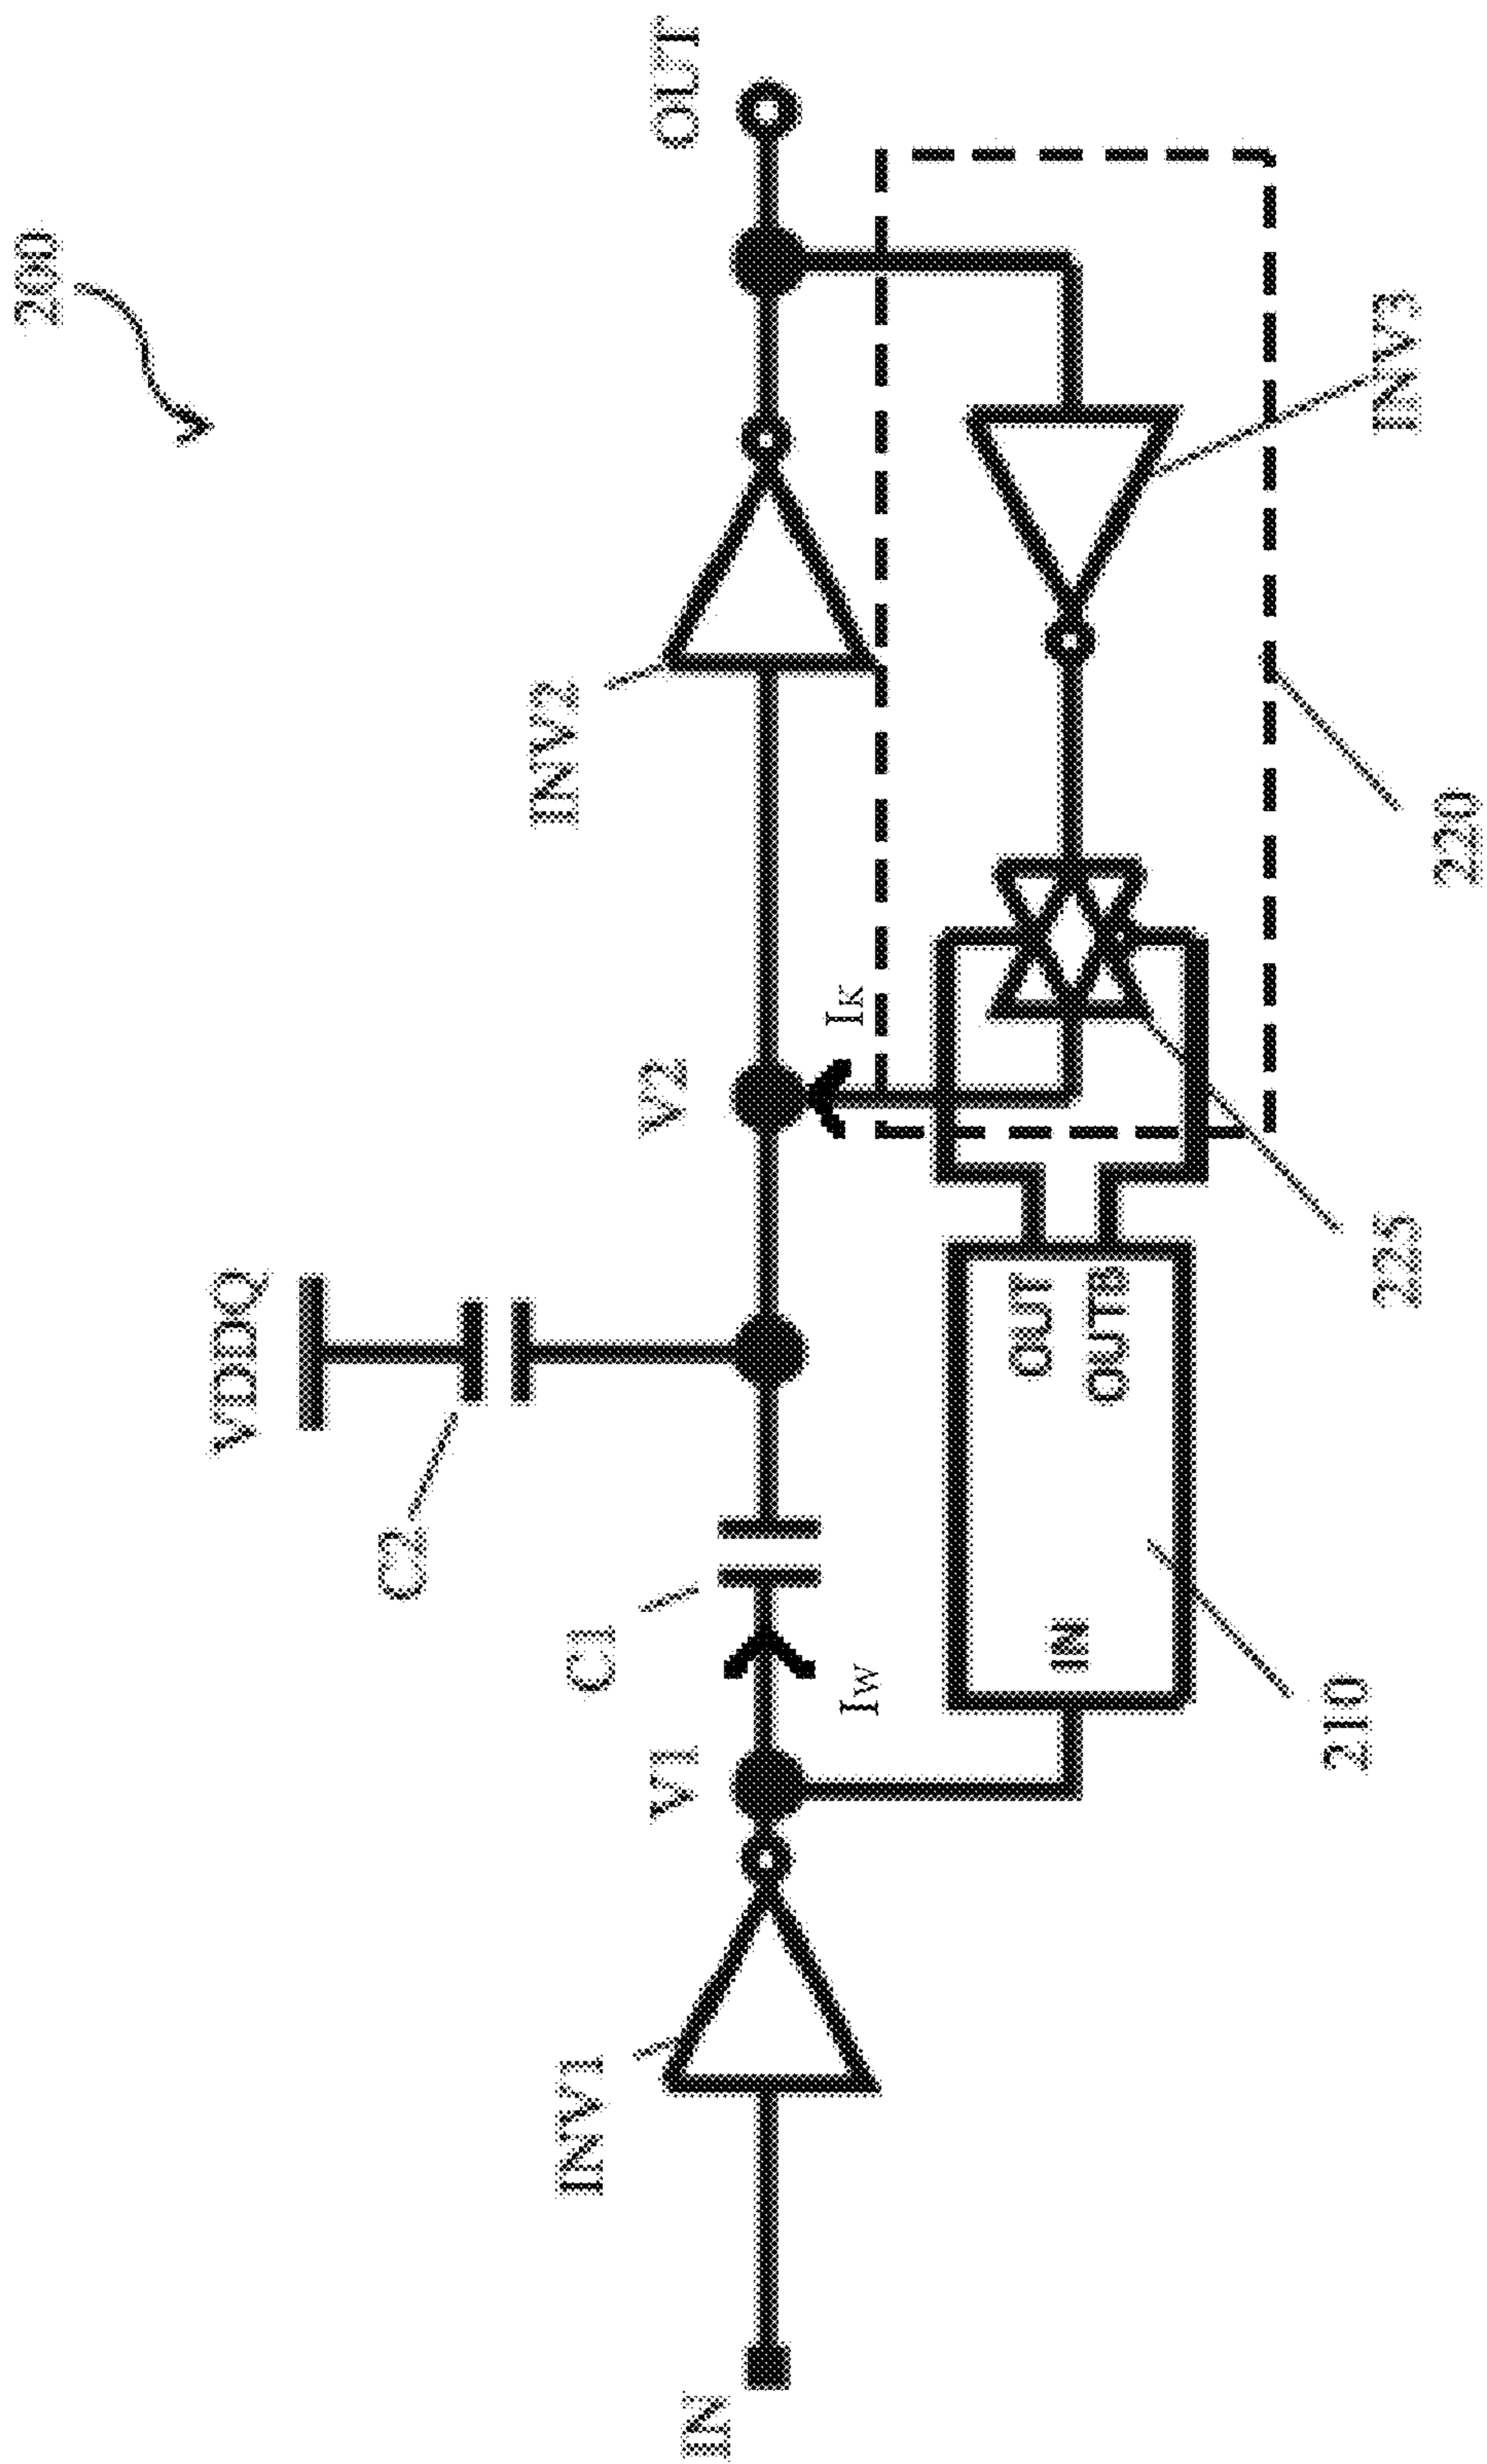 200
VDDQ
C2
INV2
INV1
C1
V1
V2
OUT
IN
IW
IK
IN
OUT
OUTB
210
225
INV3
220